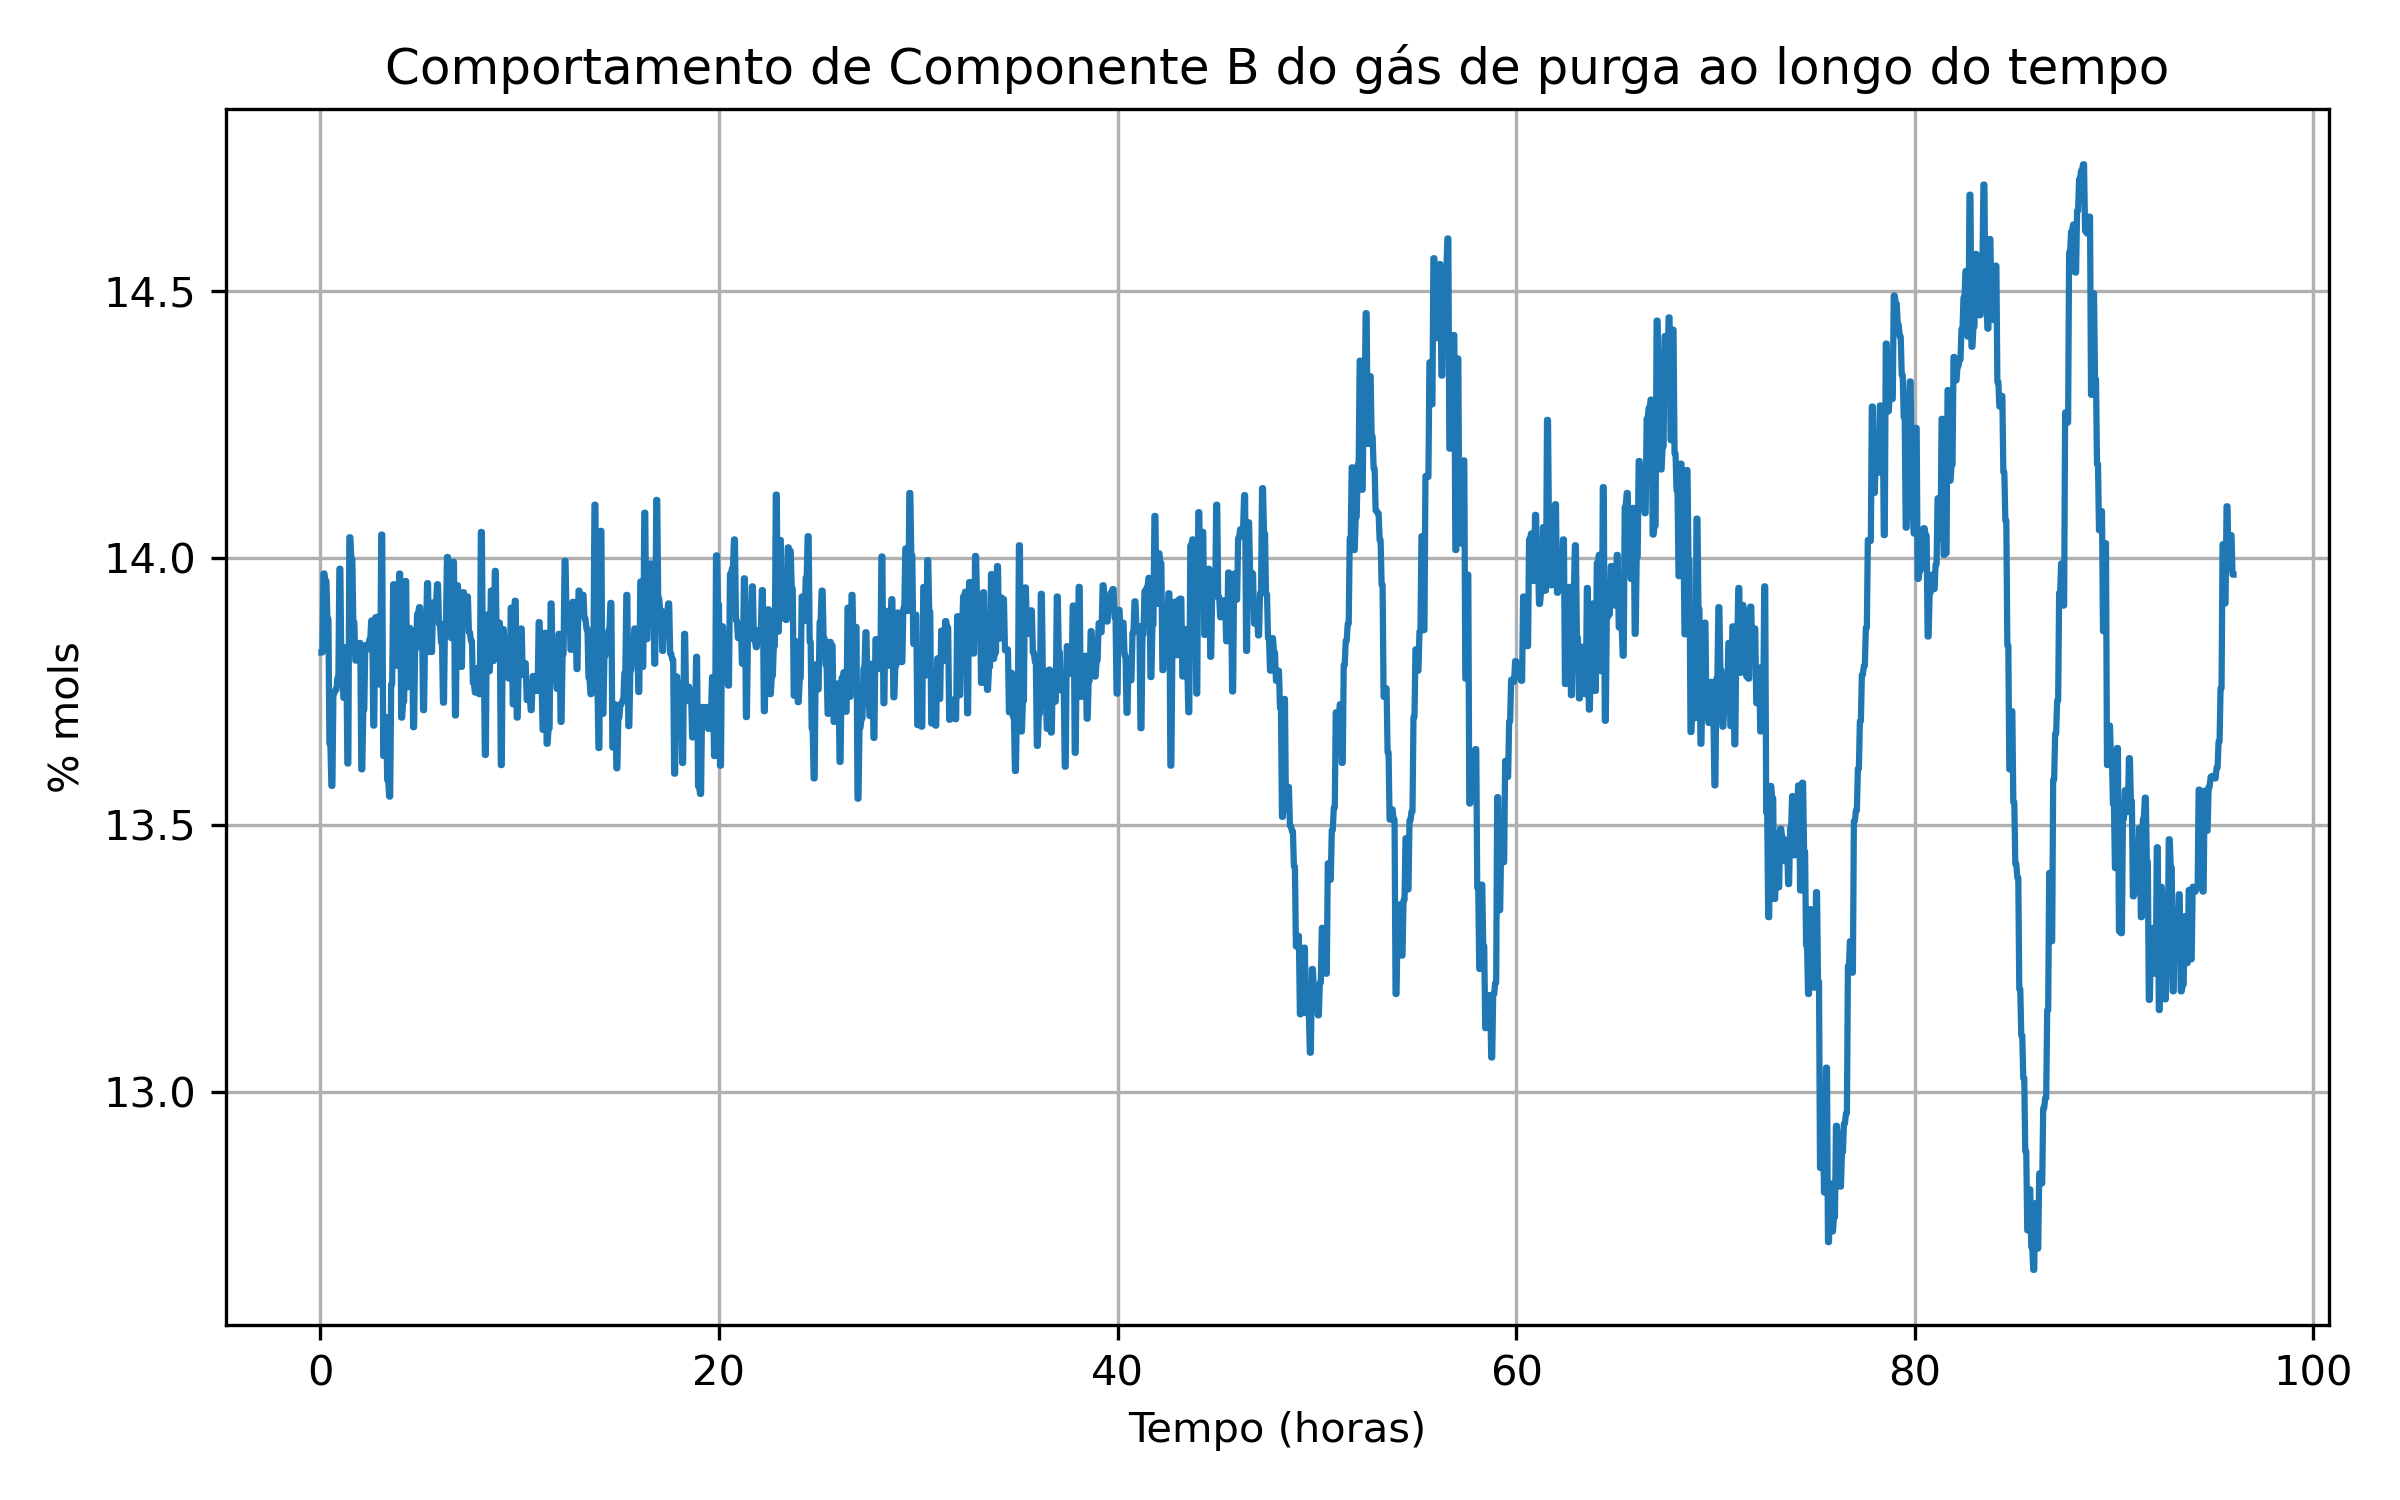 Comportamento de Componente B do gás de purga ao longo do tempo
% mols
14.5
14.0
13.5
13.0
0 20 40 60 80 100
Tempo (horas)